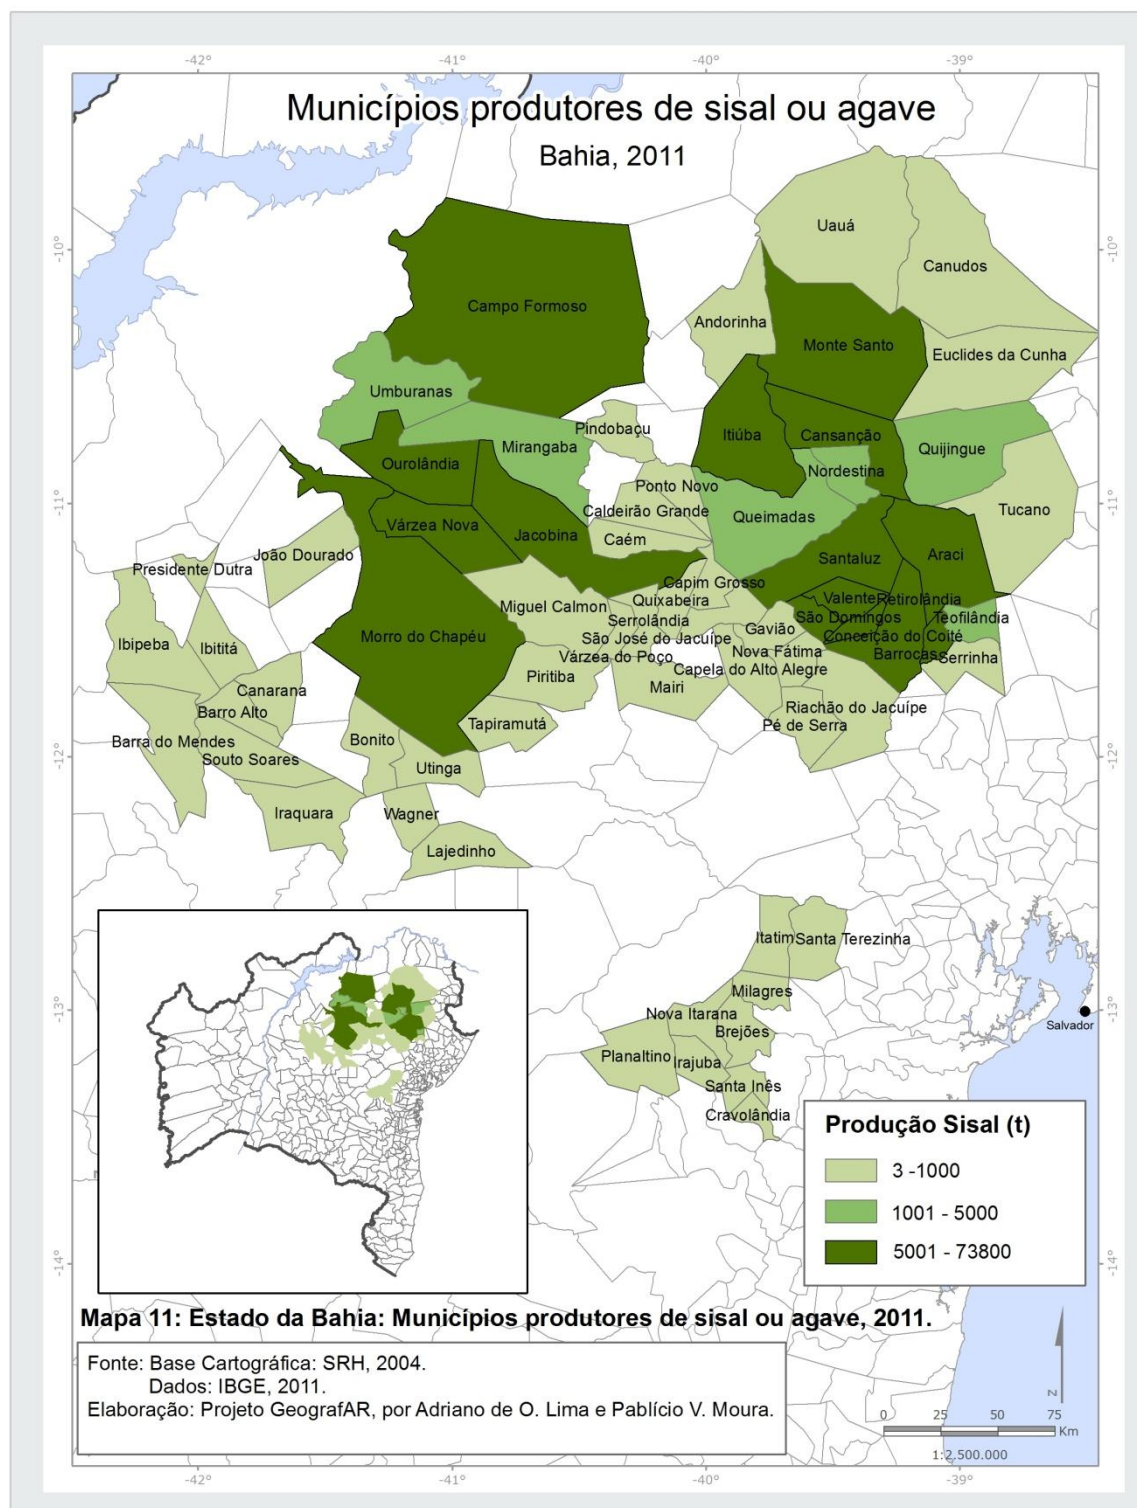 -42° -41° -40° -39°
Municípios produtores de sisal ou agave
Bahia, 2011
-10° -10°
Uauá
Canudos
Campo Formoso
Andorinha
Monte Santo
Euclides da Cunha
Umburanas
Pindobaçu
Itiúba
Cansanção
Mirangaba
Quijingue
Ourolândia
Nordestina
Ponto Novo
-11° -11°
Caldeirão Grande
Tucano
Queimadas
Várzea Nova
Jacobina
Caém
João Dourado
Santaluz
Araci
Presidente Dutra
Capim Grosso
Quixabeira
Valente
Retirolândia
Miguel Calmon
Serrolândia
São Domingos
Teofilândia
Morro do Chapéu
São José do Jacuípe
Gavião
Conceição do Coité
Ibipeba
Ibititá
Várzea do Poço
Nova Fátima
Barrocas
Serrinha
Piritiba
Capela do Alto Alegre
Canarana
Mairi
Barro Alto
Riachão do Jacuípe
Tapiramutá
Pé de Serra
Barra do Mendes
Bonito
-12° -12°
Souto Soares
Utinga
Iraquara
Wagner
Lajedinho
Itatim
Santa Terezinha
Milagres
-13° -13°
Nova Itarana
Brejões
Salvador
Planaltino
Irajuba
Santa Inês
Cravolândia
Produção Sisal (t)
3 -1000
1001 - 5000
5001 - 73800
-14° -14°
Mapa 11: Estado da Bahia: Municípios produtores de sisal ou agave, 2011.
Fonte: Base Cartográfica: SRH, 2004.
Dados: IBGE, 2011.
Elaboração: Projeto GeografAR, por Adriano de O. Lima e Pablício V. Moura.
N
0 25 50 75
Km
1:2.500.000
-42° -41° -40° -39°